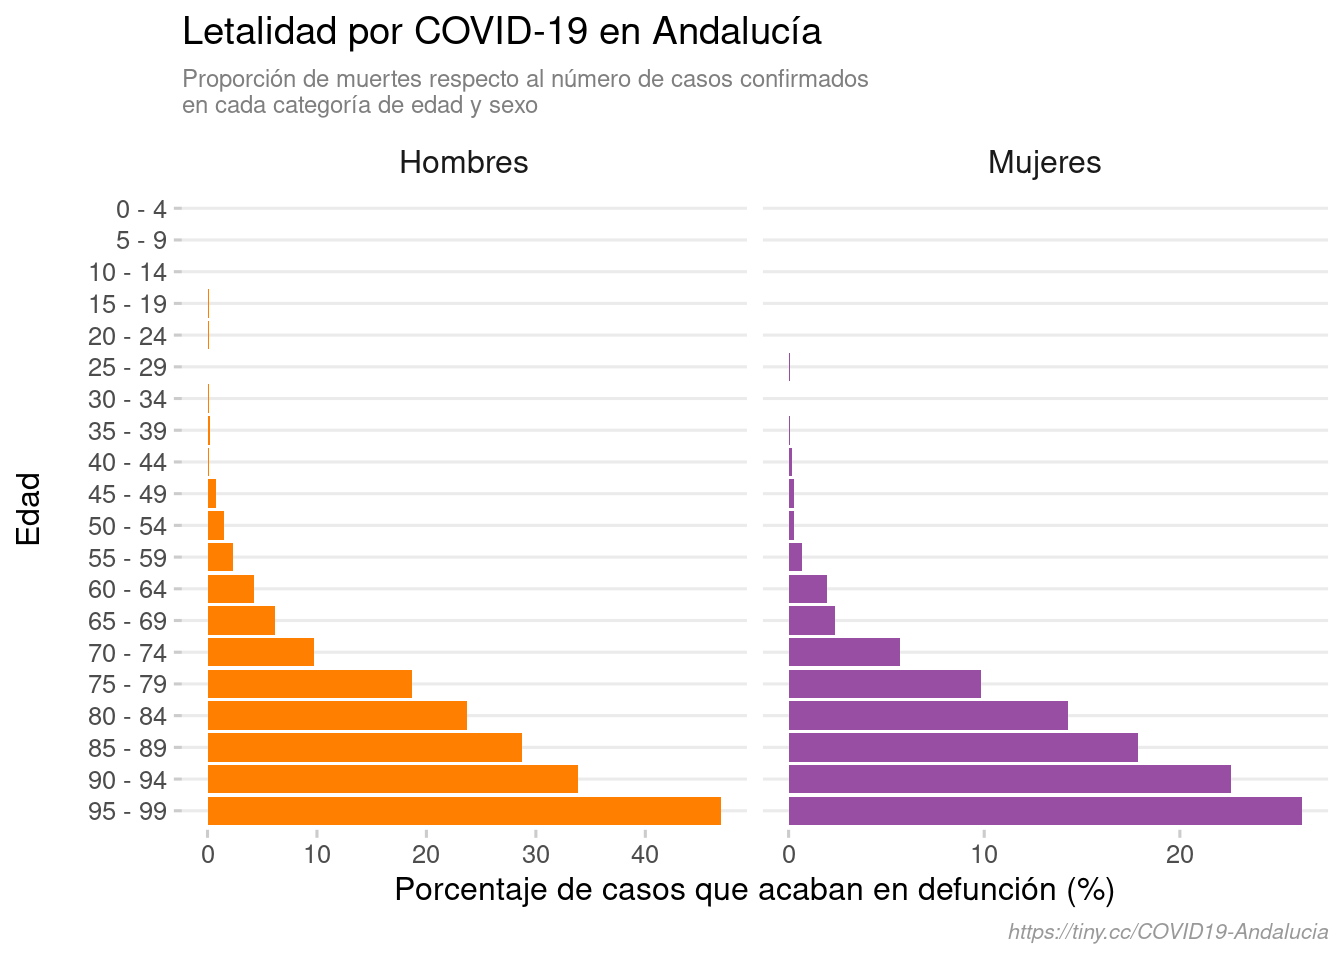 Letalidad por COVID-19 en Andalucía
Proporción de muertes respecto al número de casos confirmados
en cada categoría de edad y sexo
Hombres
Mujeres
Edad
0 - 4
5 - 9
10 - 14
15 - 19
20 - 24
25 - 29
30 - 34
35 - 39
40 - 44
45 - 49
50 - 54
55 - 59
60 - 64
65 - 69
70 - 74
75 - 79
80 - 84
85 - 89
90 - 94
95 - 99
0 10 20 30 40
0 10 20
Porcentaje de casos que acaban en defunción (%)
https://tiny.cc/COVID19-Andalucia